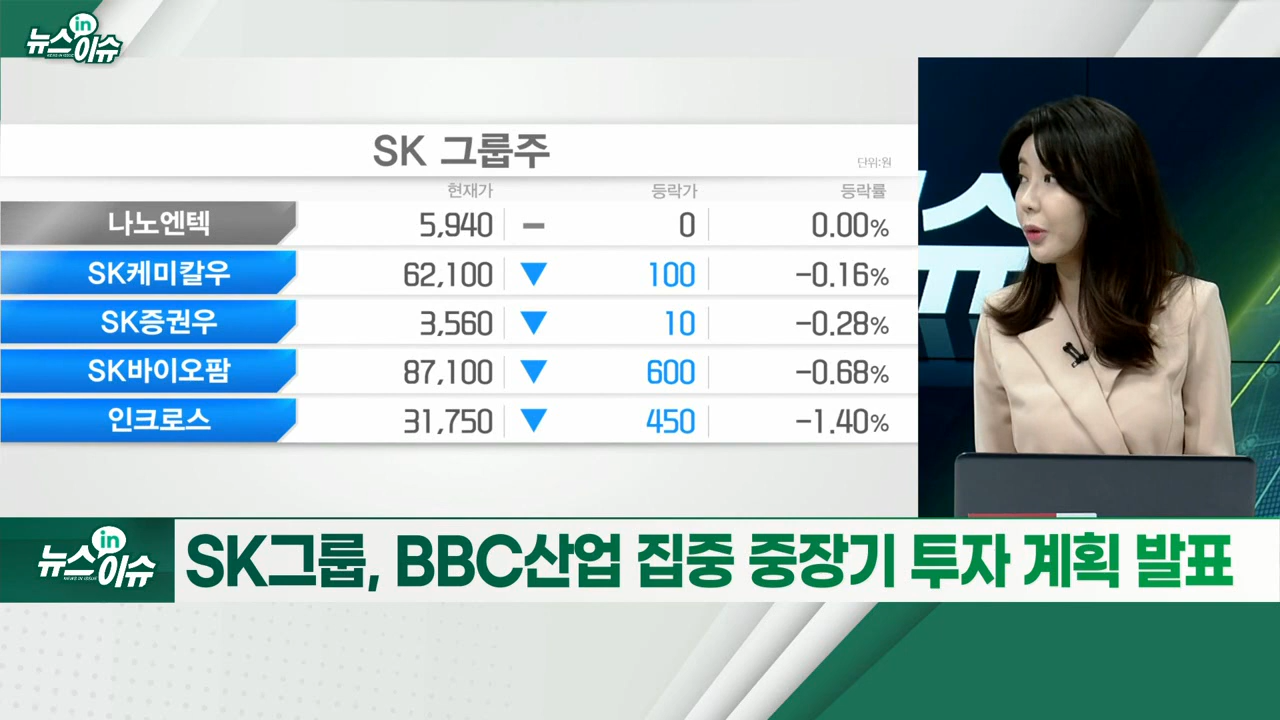 뉴스in이슈
SK 그룹주
단위:원
현재가 등락가 등락률
나노엔텍 5,940 – 0 0.00%
SK케미칼우 62,100 ▼ 100 -0.16%
SK증권우 3,560 ▼ 10 -0.28%
SK바이오팜 87,100 ▼ 600 -0.68%
인크로스 31,750 ▼ 450 -1.40%
슈
뉴스in이슈
NEWS IN ISSUE
SK그룹, BBC산업 집중 중장기 투자 계획 발표